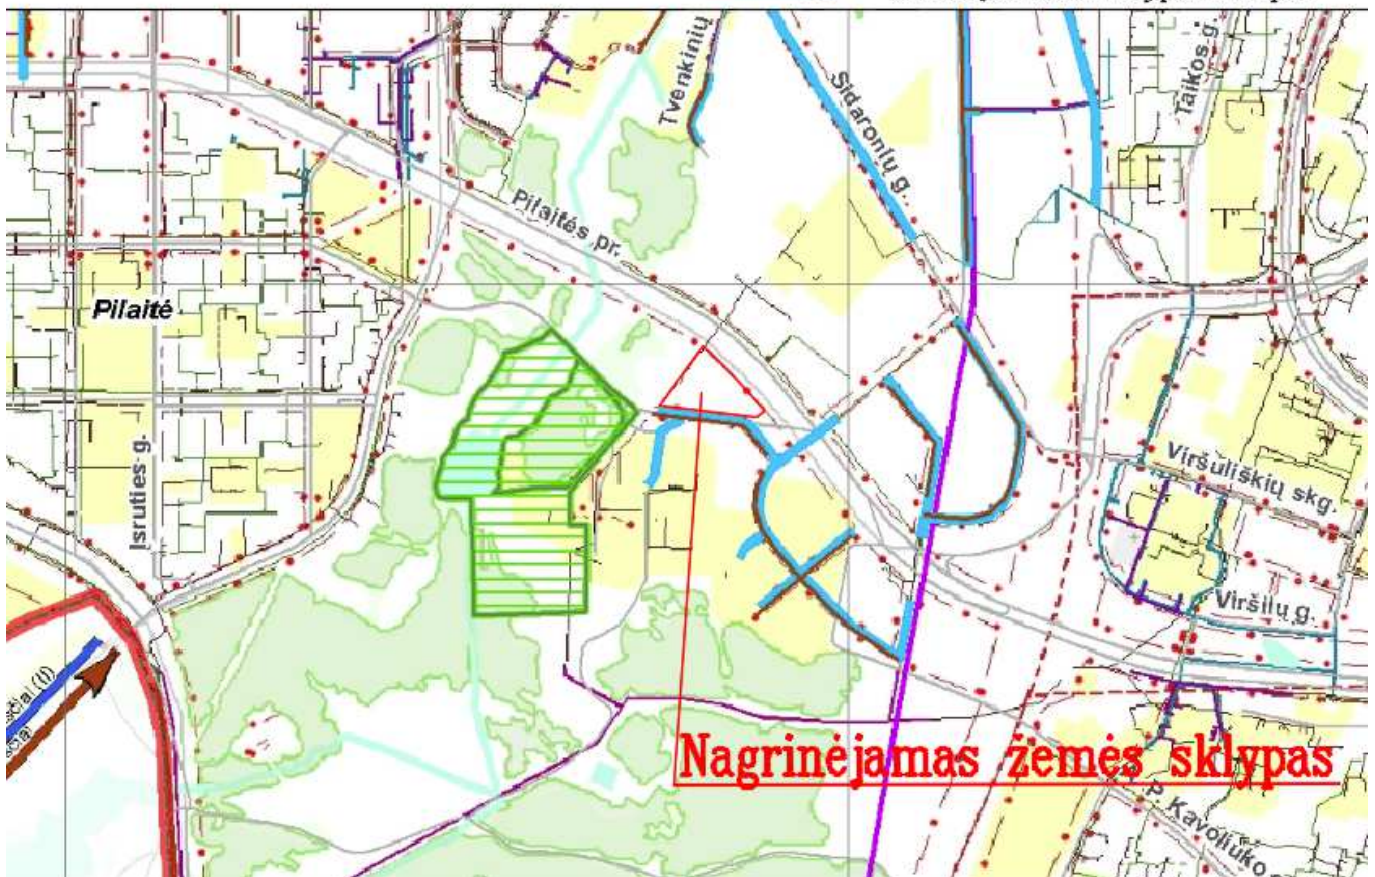 Tvenkinių
Sidaronių g.
Taikos g.
Pilaitės pr.
Pilaitė
Įsruties g.
Viršuliškių skg.
Viršilų g.
Nagrinėjamas žemės sklypas
P. Kavoliuko